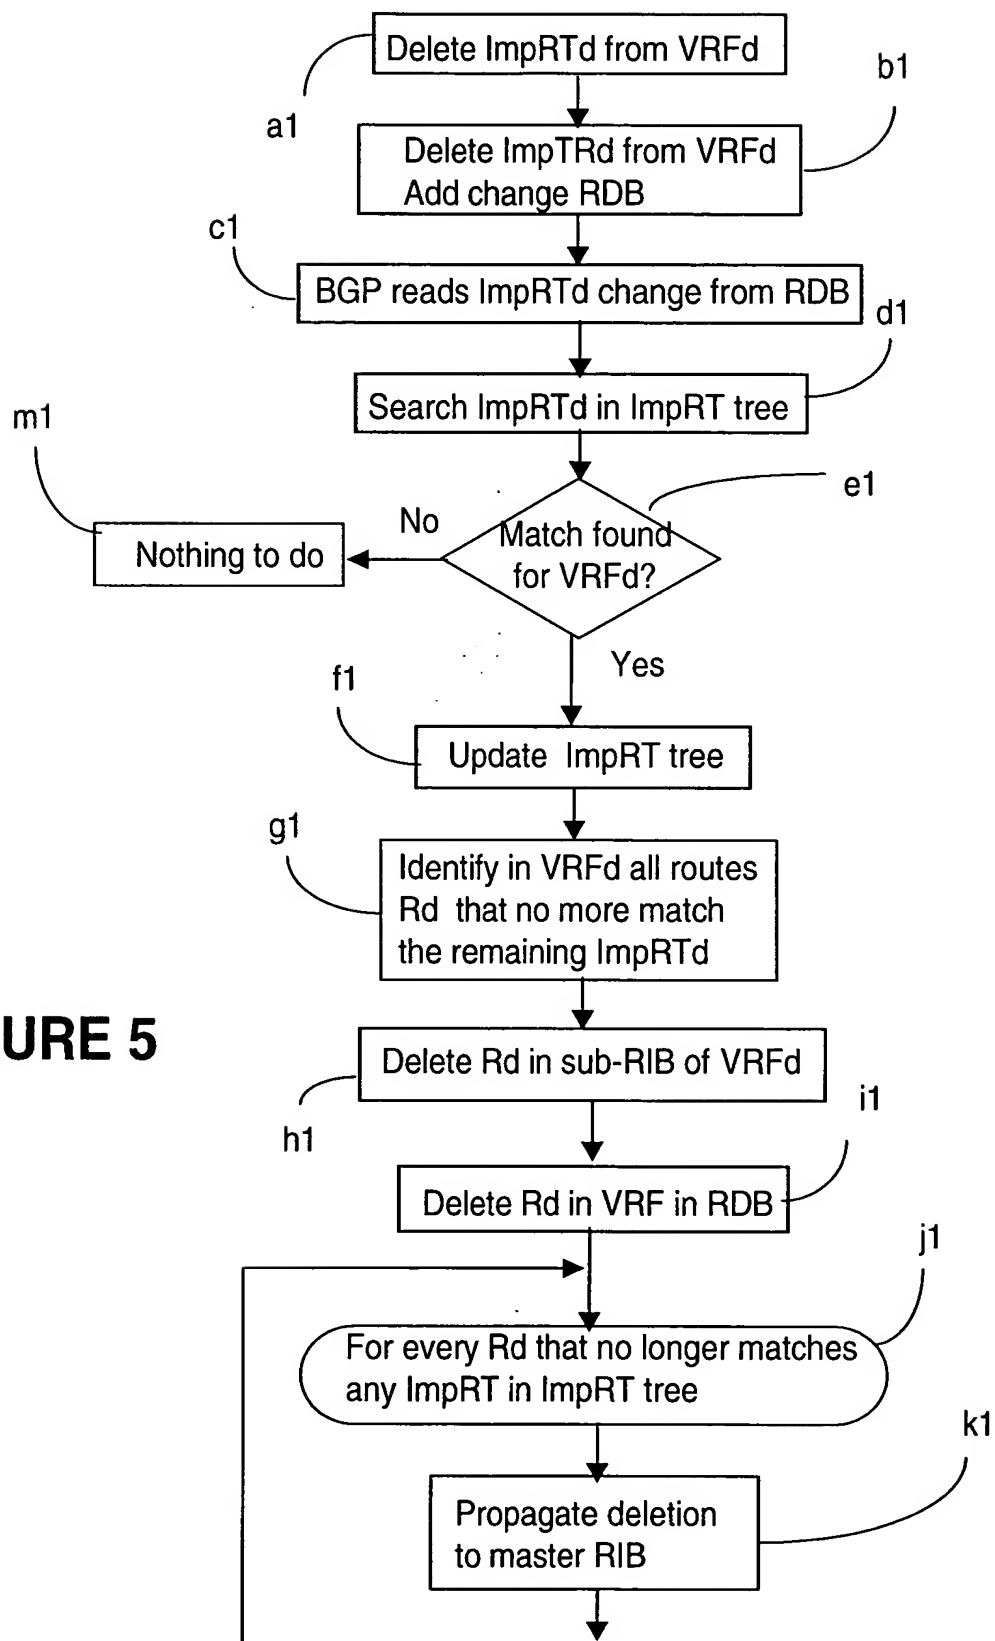 Delete ImpRTd from VRFd
b1
a1
Delete ImpTRd from VRFd
Add change RDB
c1
BGP reads ImpRTd change from RDB
d1
Search ImpRTd in ImpRT tree
m1
e1
No
Match found
for VRFd?
Nothing to do
Yes
f1
Update ImpRT tree
g1
Identify in VRFd all routes
Rd that no more match
the remaining ImpRTd
URE 5
Delete Rd in sub-RIB of VRFd
h1
i1
Delete Rd in VRF in RDB
j1
For every Rd that no longer matches
any ImpRT in ImpRT tree
k1
Propagate deletion
to master RIB